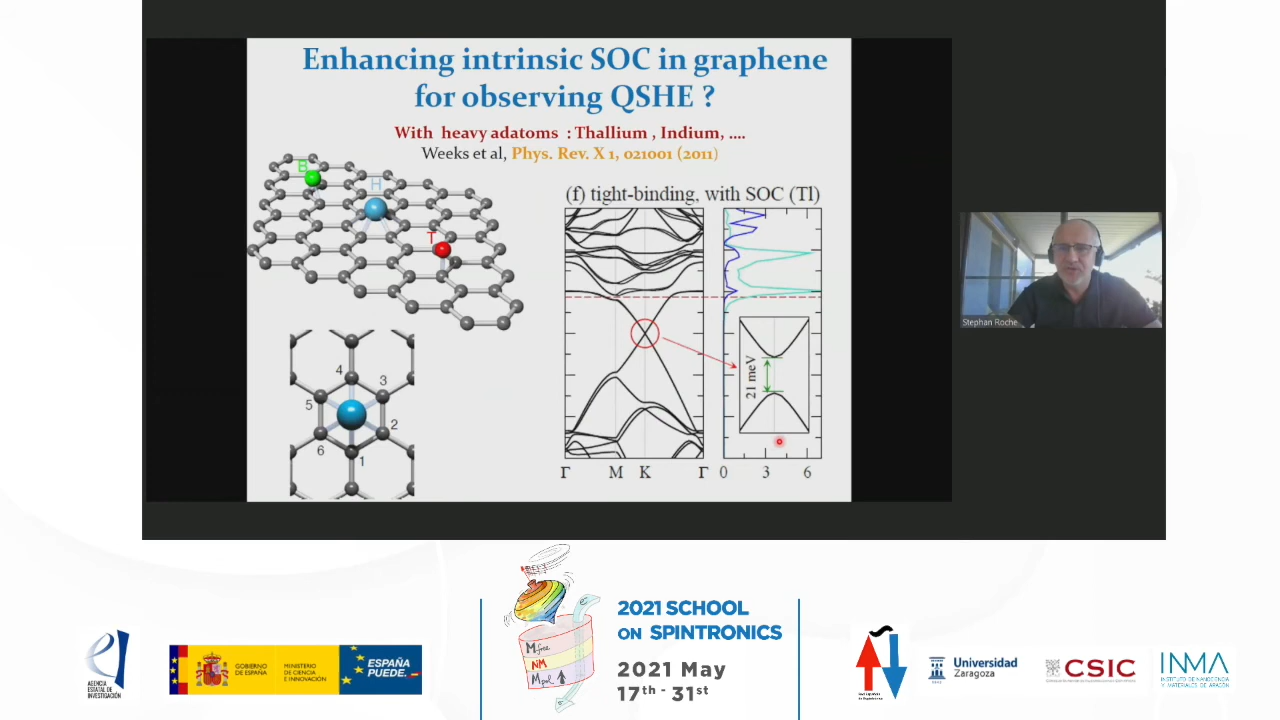 Enhancing intrinsic SOC in graphene
for observing QSHE ?
With heavy adatoms : Thallium , Indium, ....
Weeks et al, Phys. Rev. X 1, 021001 (2011)
B
H
T
(f) tight-binding, with SOC (Tl)
21 meV
4
3
5
2
6
1
Γ M K Γ 0 3 6
Stephan Roche
2021 SCHOOL
ON SPINTRONICS
2021 May
17th - 31st
Mfree
NM
AGENCIA
ESTATAL DE
INVESTIGACIÓN
GOBIERNO
DE ESPAÑA
MINISTERIO
DE CIENCIA
E INNOVACIÓN
ESPAÑA
PUEDE.
Universidad
Zaragoza
CSIC
INMA
INSTITUTO DE NANOCIENCIA
Y MATERIALES DE ARAGÓN